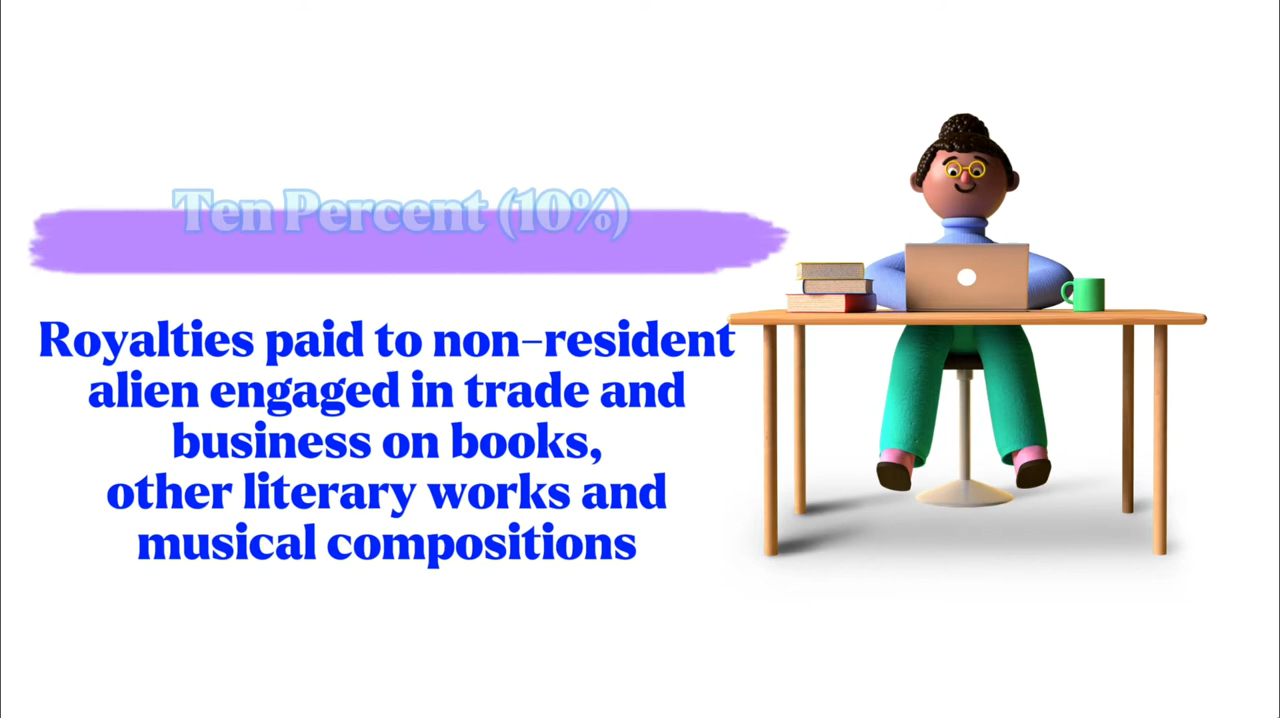 Ten Percent (10%)
Royalties paid to non-resident
alien engaged in trade and
business on books,
other literary works and
musical compositions